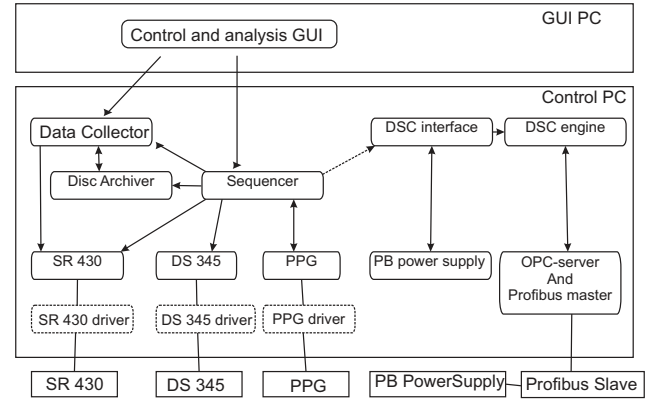 GUI PC
Control and analysis GUI
Control PC
Data Collector
DSC interface
DSC engine
Disc Archiver
Sequencer
SR 430
DS 345
PPG
PB power supply
OPC-server
And
Profibus master
SR 430 driver
DS 345 driver
PPG driver
SR 430
DS 345
PPG
PB PowerSupply
Profibus Slave